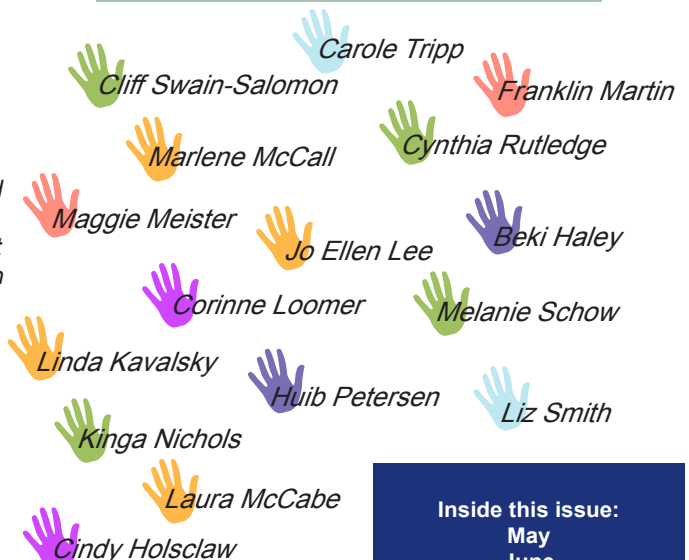 Carole Tripp
Cliff Swain-Salomon
Franklin Martin
Cynthia Rutledge
Marlene McCall
Maggie Meister
Beki Haley
Jo Ellen Lee
Corinne Loomer
Melanie Schow
Linda Kavalsky
Huib Petersen
Liz Smith
Kinga Nichols
Laura McCabe
Cindy Holsclaw
Inside this issue:
May